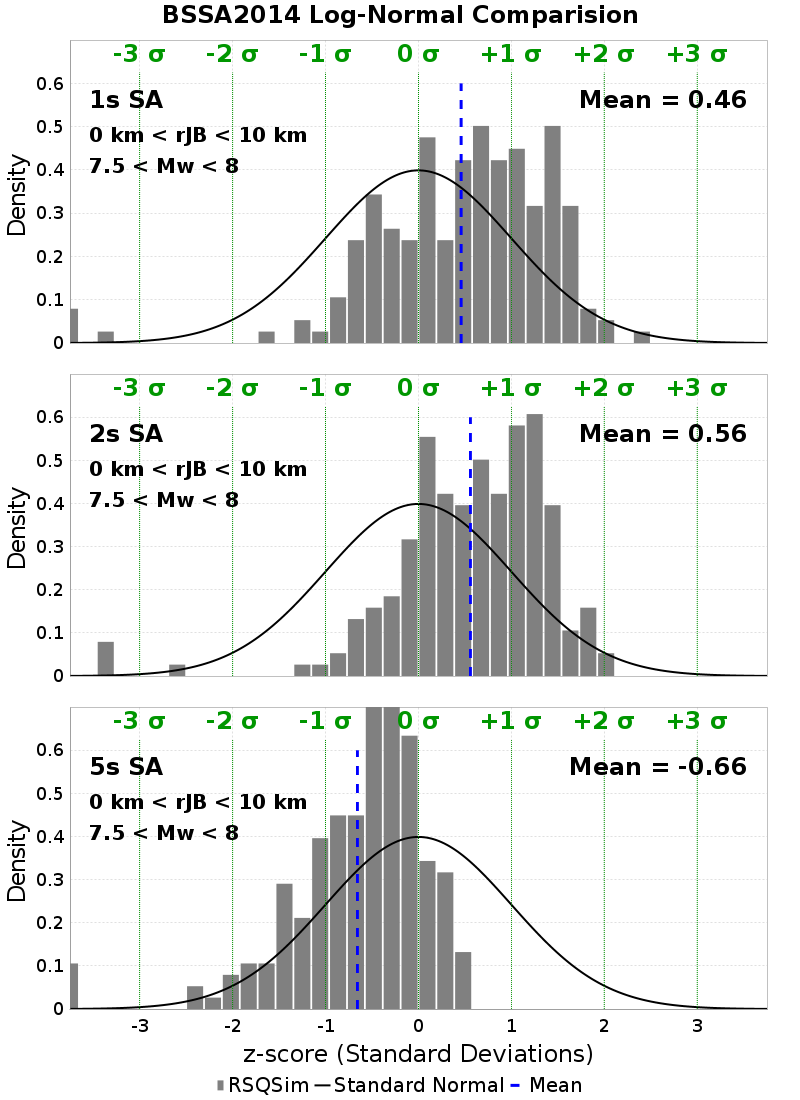 BSSA2014 Log-Normal Comparision
-3 σ -2 σ -1 σ 0 σ +1 σ +2 σ +3 σ
1s SA
Mean = 0.46
0 km < rJB < 10 km
7.5 < Mw < 8
Density
0.6
0.5
0.4
0.3
0.2
0.1
0
-3 σ -2 σ -1 σ 0 σ +1 σ +2 σ +3 σ
2s SA
Mean = 0.56
0 km < rJB < 10 km
7.5 < Mw < 8
Density
0.6
0.5
0.4
0.3
0.2
0.1
0
-3 σ -2 σ -1 σ 0 σ +1 σ +2 σ +3 σ
5s SA
Mean = -0.66
0 km < rJB < 10 km
7.5 < Mw < 8
Density
0.6
0.5
0.4
0.3
0.2
0.1
0
-3 -2 -1 0 1 2 3
z-score (Standard Deviations)
RSQSim Standard Normal Mean